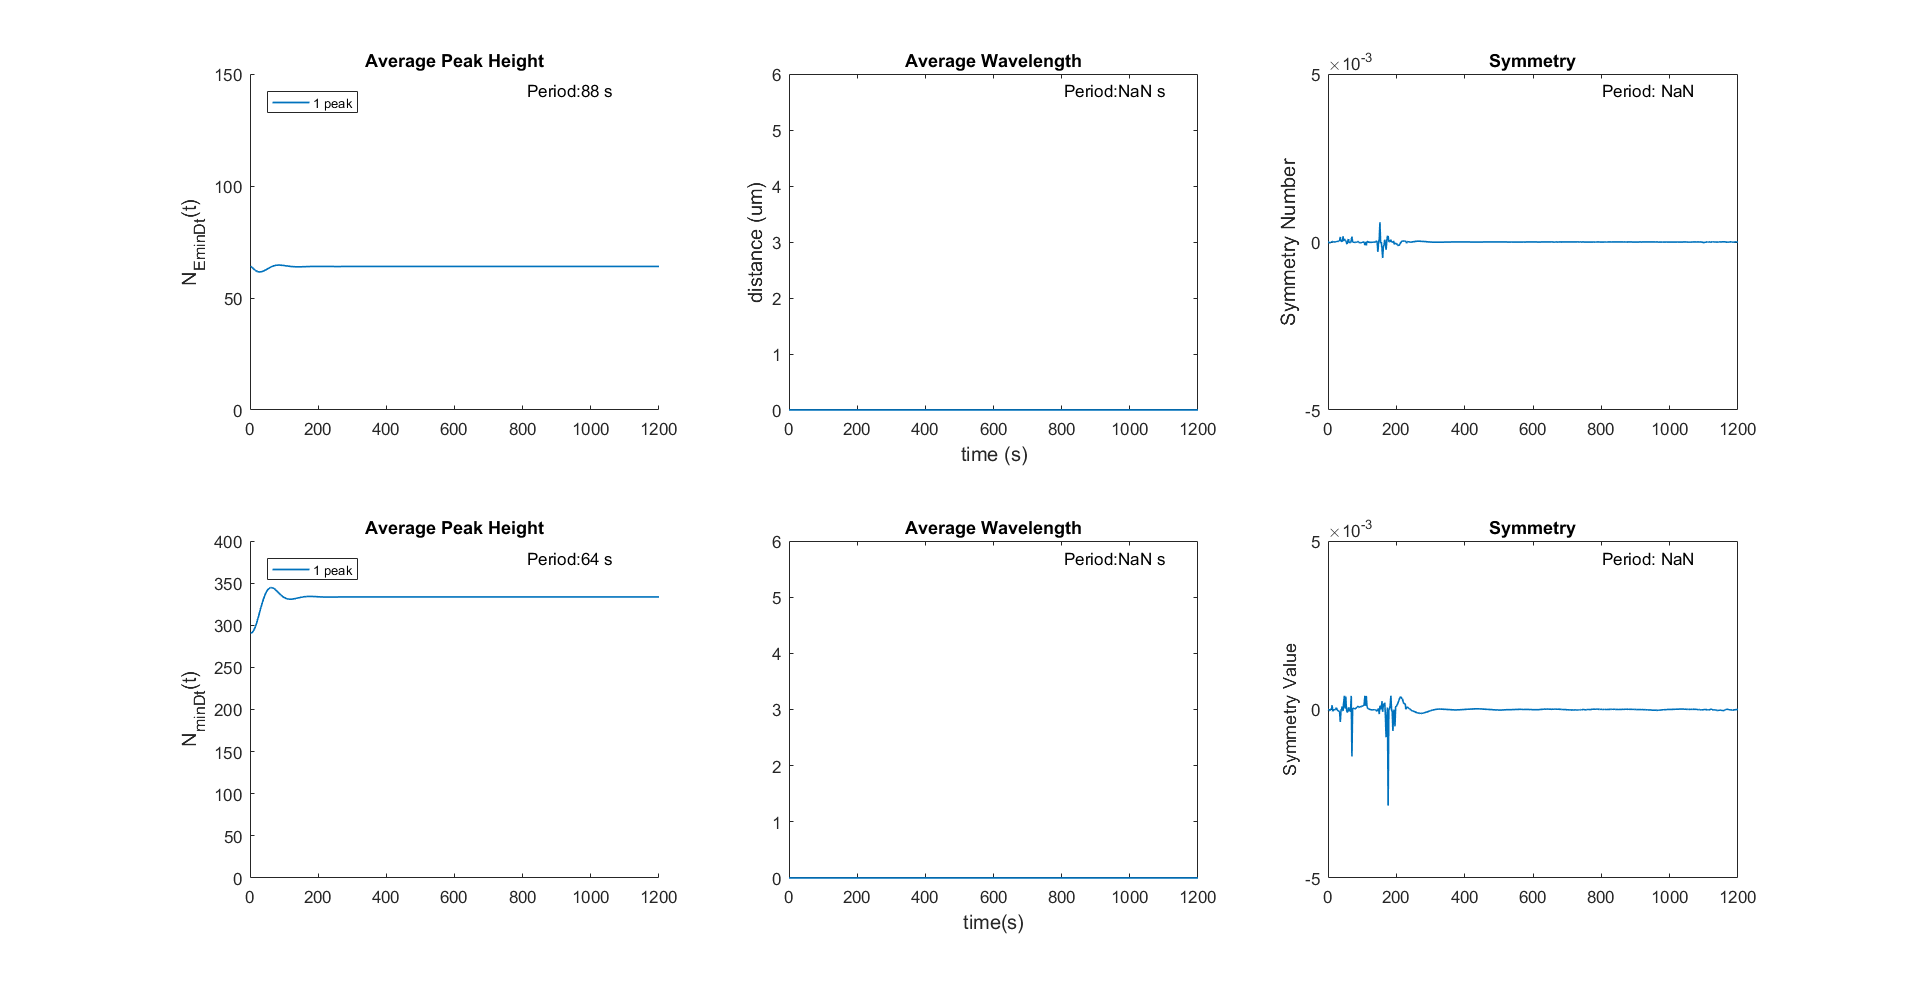 Average Peak Height
Period:88 s
1 peak
150
100
50
0
N_EminDt(t)
0 200 400 600 800 1000 1200
Average Wavelength
Period:NaN s
6
5
4
3
2
1
0
distance (um)
0 200 400 600 800 1000 1200
time (s)
Symmetry
×10^-3
Period: NaN
5
0
-5
Symmetry Number
0 200 400 600 800 1000 1200
Average Peak Height
Period:64 s
1 peak
400
350
300
250
200
150
100
50
0
N_rminDt(t)
0 200 400 600 800 1000 1200
Average Wavelength
Period:NaN s
6
5
4
3
2
1
0
0 200 400 600 800 1000 1200
time(s)
Symmetry
×10^-3
Period: NaN
5
0
-5
Symmetry Value
0 200 400 600 800 1000 1200